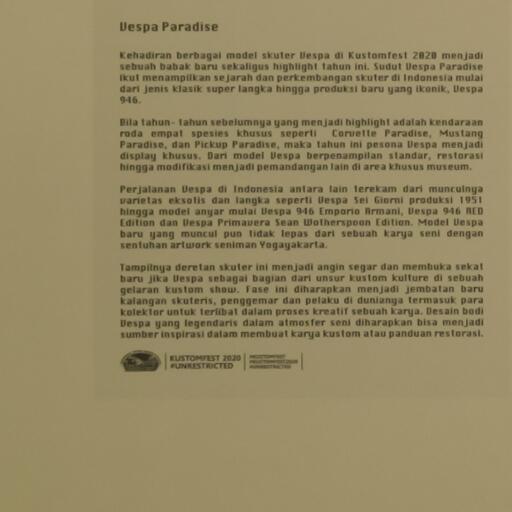 Vespa Paradise
Kehadiran berbagai model skuter Vespa di Kustomfest 2020 menjadi
sebuah babak baru sekaligus highlight tahun ini. Sudut Vespa Paradise
ikut menampilkan sejarah dan perkembangan skuter di Indonesia mulai
dari jenis klasik super langka hingga produksi baru yang ikonik, Vespa
946.
Bila tahun- tahun sebelumnya yang menjadi highlight adalah kendaraan
roda empat spesies khusus seperti Corvette Paradise, Mustang
Paradise, dan Pickup Paradise, maka tahun ini pesona Vespa menjadi
display khusus. Dari model Vespa berpenampilan standar, restorasi
hingga modifikasi menjadi pemandangan lain di area khusus museum.
Perjalanan Vespa di Indonesia antara lain terekam dari munculnya
varietas eksotis dan langka seperti Vespa Sei Giorni produksi 1951
hingga model anyar mulai Vespa 946 Emporio Armani, Vespa 946 RED
Edition dan Vespa Primavera Sean Wotherspoon Edition. Model Vespa
baru yang muncul pun tidak lepas dari sebuah karya seni dengan
sentuhan artwork seniman Yogayakarta.
Tampilnya deretan skuter ini menjadi angin segar dan membuka sekat
baru jika Vespa sebagai bagian dari unsur kustom kulture di sebuah
gelaran kustom show. Fase ini diharapkan menjadi jembatan baru
kalangan skuteris, penggemar dan pelaku di dunianya termasuk para
kolektor untuk terlibat dalam proses kreatif sebuah karya. Desain bodi
Vespa yang legendaris dalam atmosfer seni diharapkan bisa menjadi
sumber inspirasi dalam membuat karya kustom atau panduan restorasi.
KUSTOMFEST 2020
#UNRESTRICTED
#KUSTOMFEST
#KUSTOMFEST2020
#UNRESTRICTED